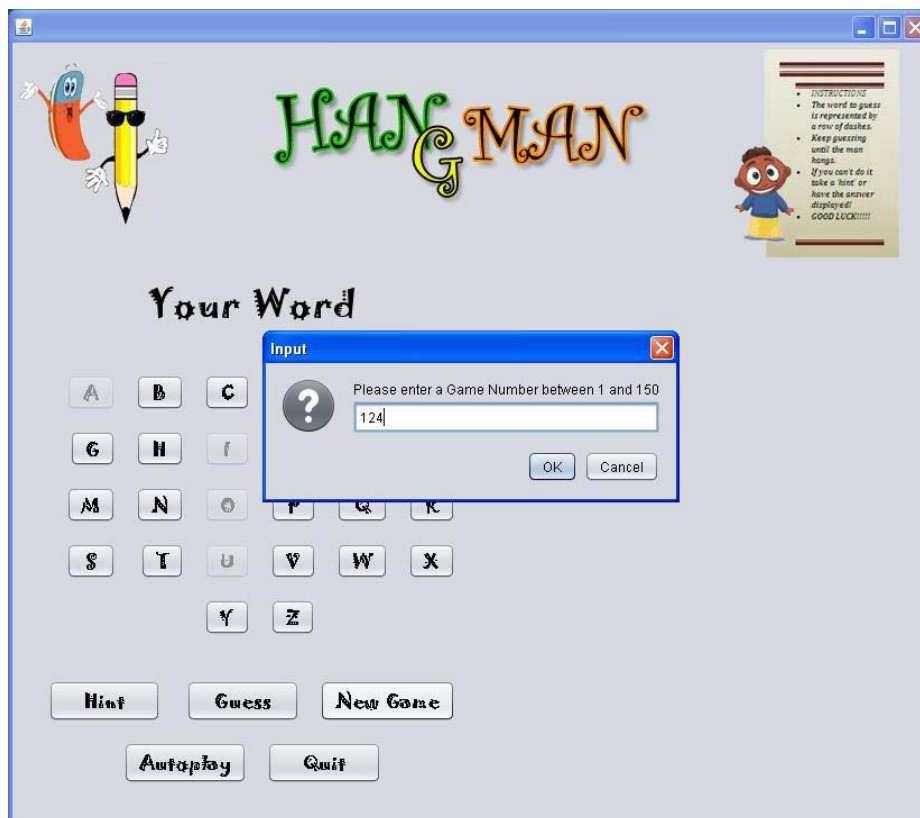 HANGMAN
INSTRUCTIONS
The word to guess
is represented by
a row of dashes.
Keep guessing
until the man
hangs.
If you can't do it
take a 'hint' or
have the answer
displayed!
GOOD LUCK!!!!!
Your Word
Input
Please enter a Game Number between 1 and 150
124
OK Cancel
A B C
G H I
M N O P Q R
S T U V W X
Y Z
Hint Guess New Game
Autoplay Quit